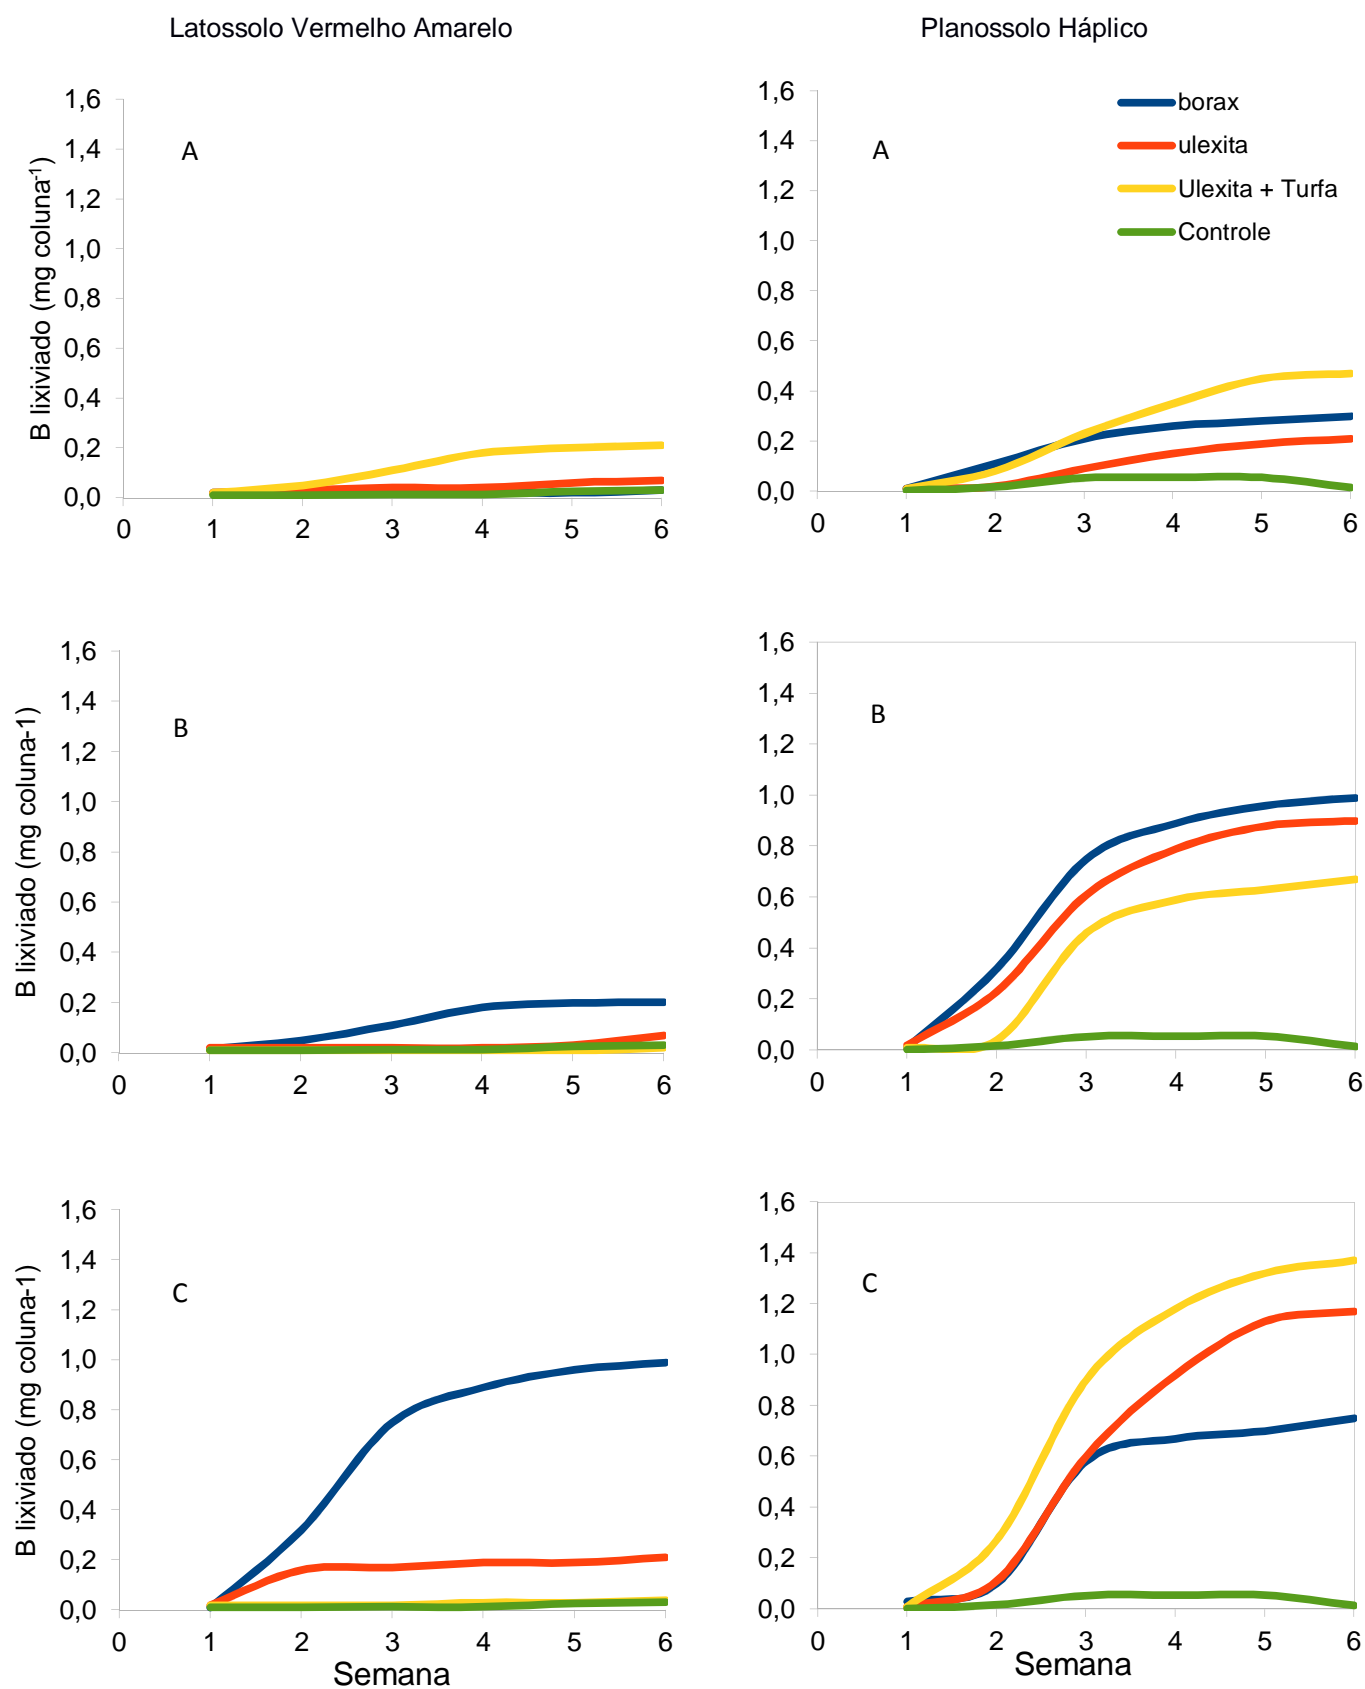 Latossolo Vermelho Amarelo
Planossolo Háplico
B lixiviado (mg coluna-1)
1,6
1,4
1,2
1,0
0,8
0,6
0,4
0,2
0,0
A
0 1 2 3 4 5 6
1,6
1,4
1,2
1,0
0,8
0,6
0,4
0,2
0,0
A
borax
ulexita
Ulexita + Turfa
Controle
0 1 2 3 4 5 6
B lixiviado (mg coluna-1)
1,6
1,4
1,2
1,0
0,8
0,6
0,4
0,2
0,0
B
0 1 2 3 4 5 6
1,6
1,4
1,2
1,0
0,8
0,6
0,4
0,2
0,0
B
0 1 2 3 4 5 6
B lixiviado (mg coluna-1)
1,6
1,4
1,2
1,0
0,8
0,6
0,4
0,2
0,0
C
0 1 2 3 4 5 6
Semana
1,6
1,4
1,2
1,0
0,8
0,6
0,4
0,2
0,0
C
0 1 2 3 4 5 6
Semana